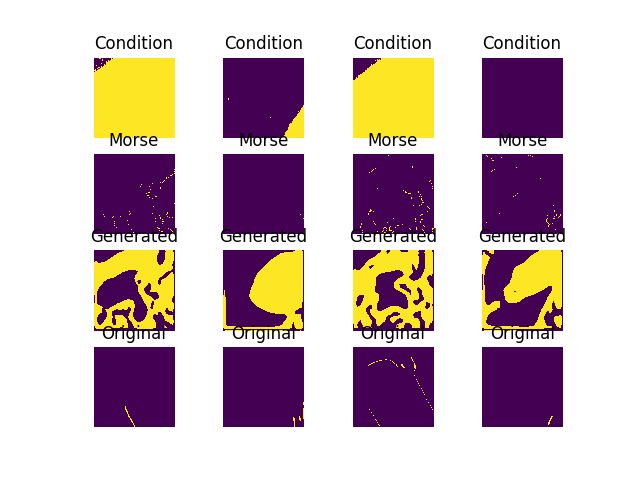 Condition Condition Condition Condition
Morse Morse Morse Morse
Generated Generated Generated Generated
Original Original Original Original